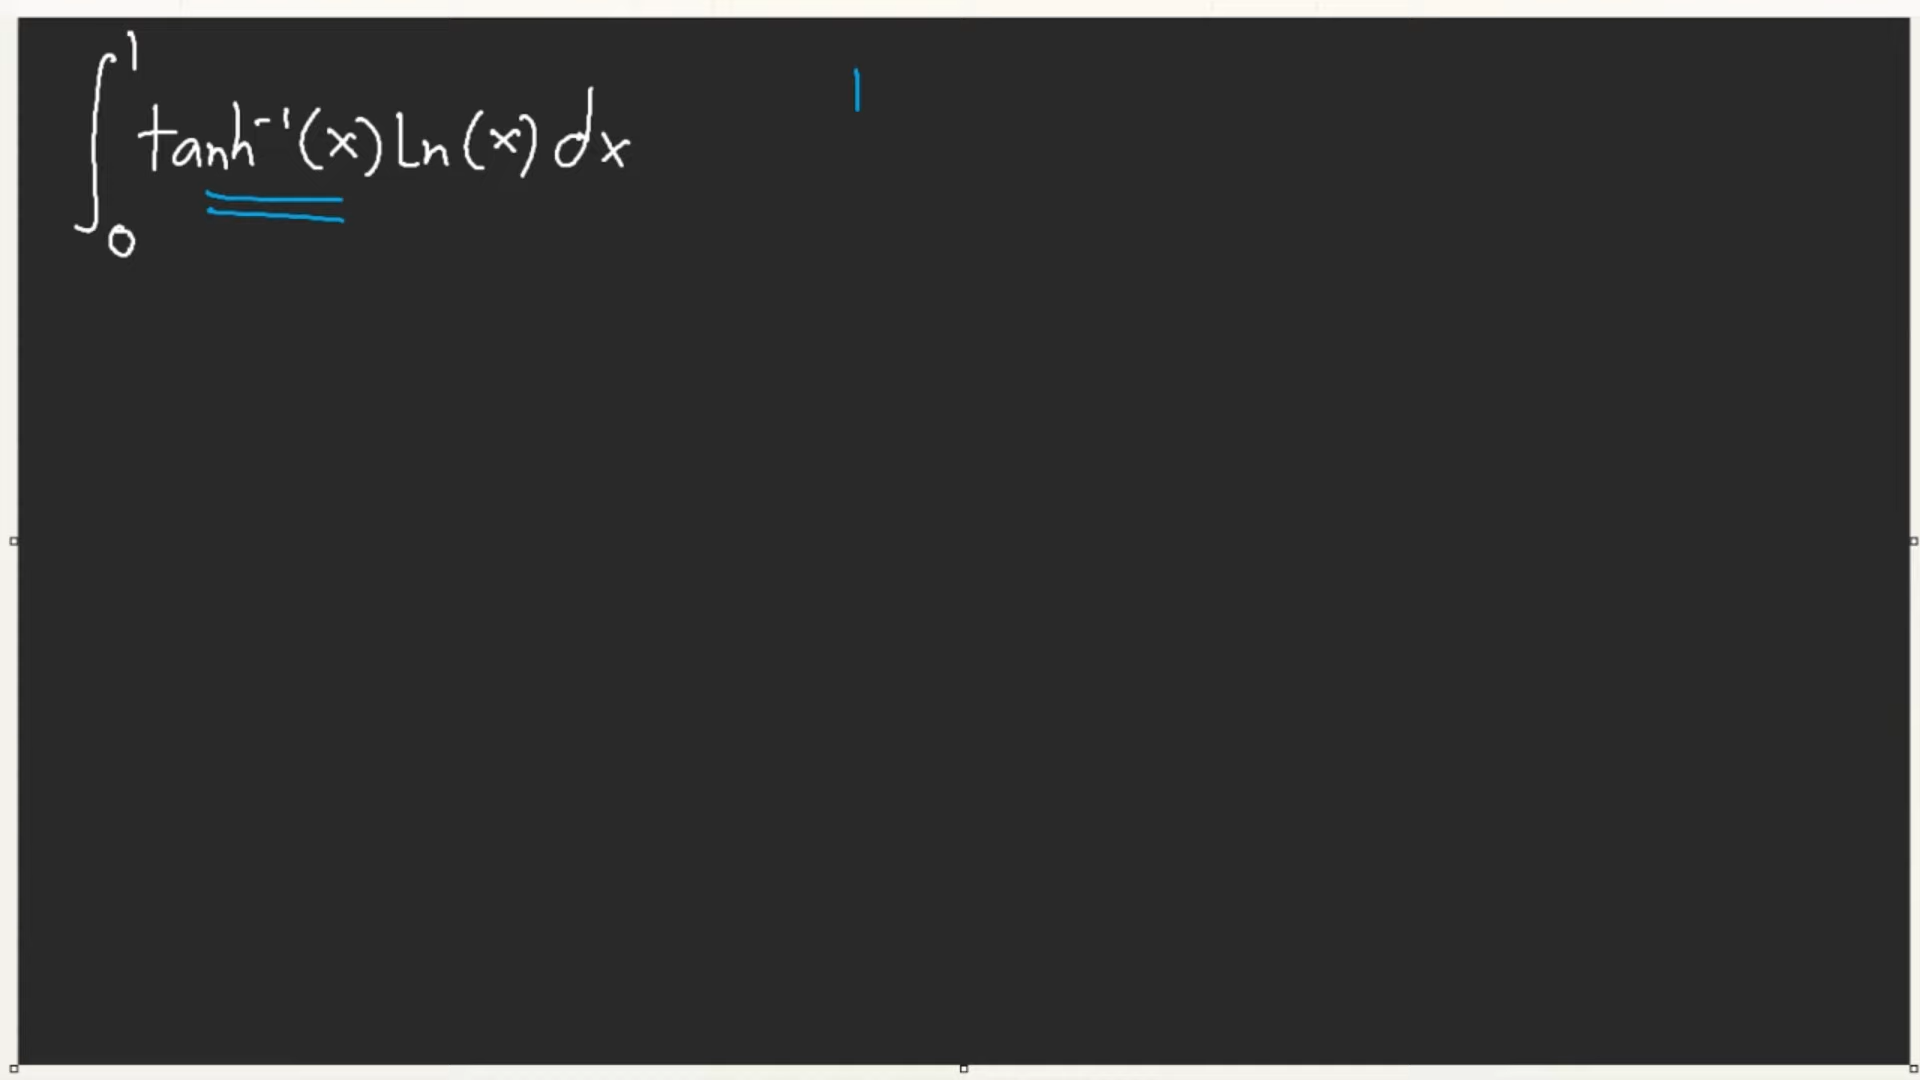 ∫₀¹ tanh⁻¹(x) Ln(x) dx |